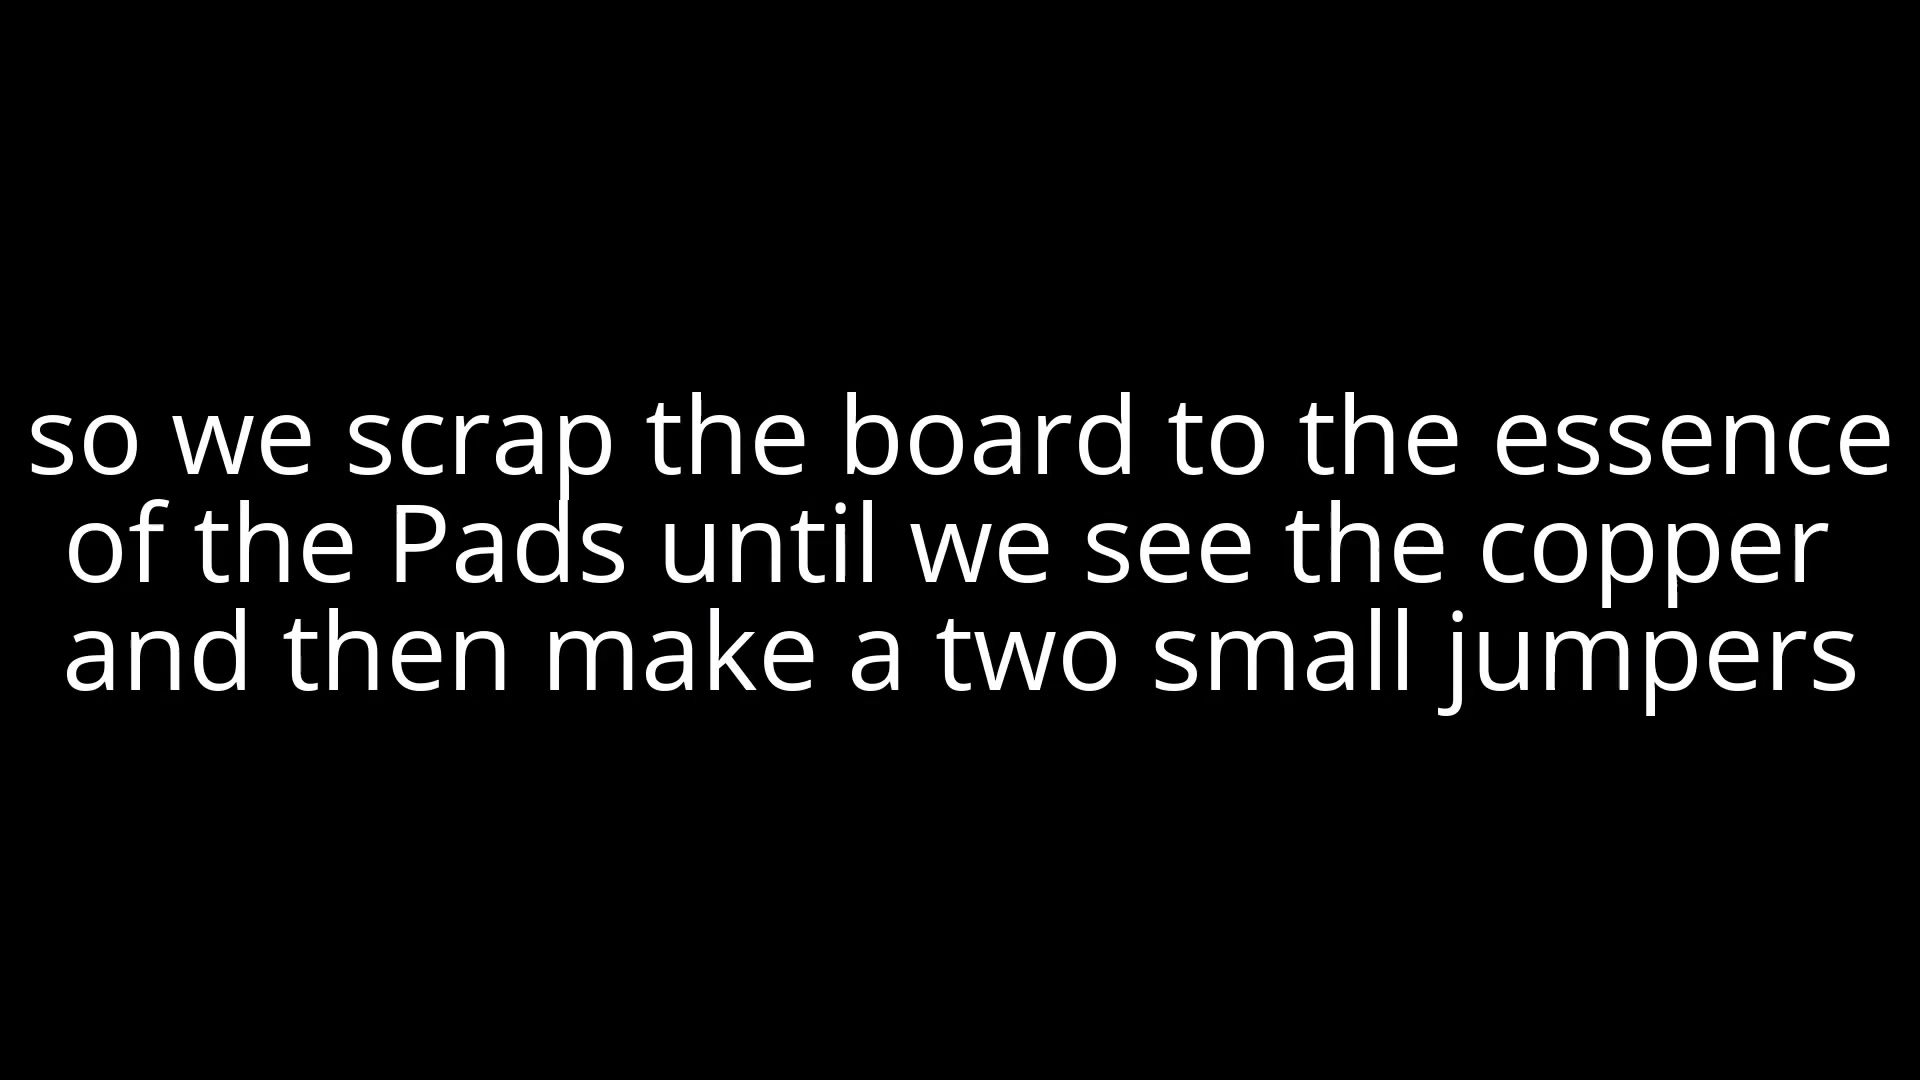 so we scrap the board to the essence
of the Pads until we see the copper
and then make a two small jumpers